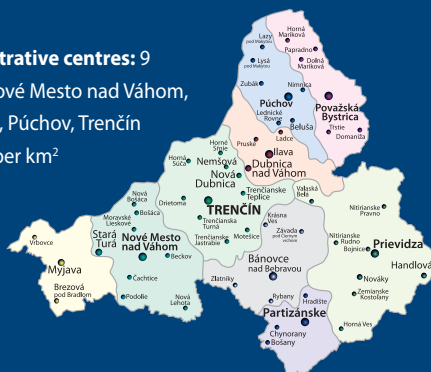 trative centres: 9
ové Mesto nad Váhom,
, Púchov, Trenčín
per km²
Lazy
pod Makytou
Horná
Mariková
Papradno
Lysá
pod Makytou
Dolná
Mariková
Zubák
Nimnica
Púchov
Považská
Bystrica
Lednické
Rovne
Beluša
Tŕstie
Domaniža
Ladce
Pruské
Ilava
Horné
Srnie
Horná
Súča
Nemšová
Dubnica
nad Váhom
Nová
Dubnica
Trenčianske
Teplice
Valaská
Belá
Nová
Bošáca
Drietoma
TRENČÍN
Nitrianske
Pravno
Bošáca
Moravské
Lieskové
Trenčianska
Turná
Krásna
Ves
Stará
Turá
Nové Mesto
nad Váhom
Motešice
Trenčianske
Jastrabie
Závada
pod Čiernym
vrchom
Nitrianske
Rudno
Bojnice
Prievidza
Vrbovce
Beckov
Bánovce
nad Bebravou
Handlová
Myjava
Čachtice
Zlatníky
Nováky
Brezová
pod Bradlom
Podolie
Nová
Lehota
Rybany
Hradište
Zemianske
Kostoľany
Partizánske
Chynorany
Bošany
Horná Ves